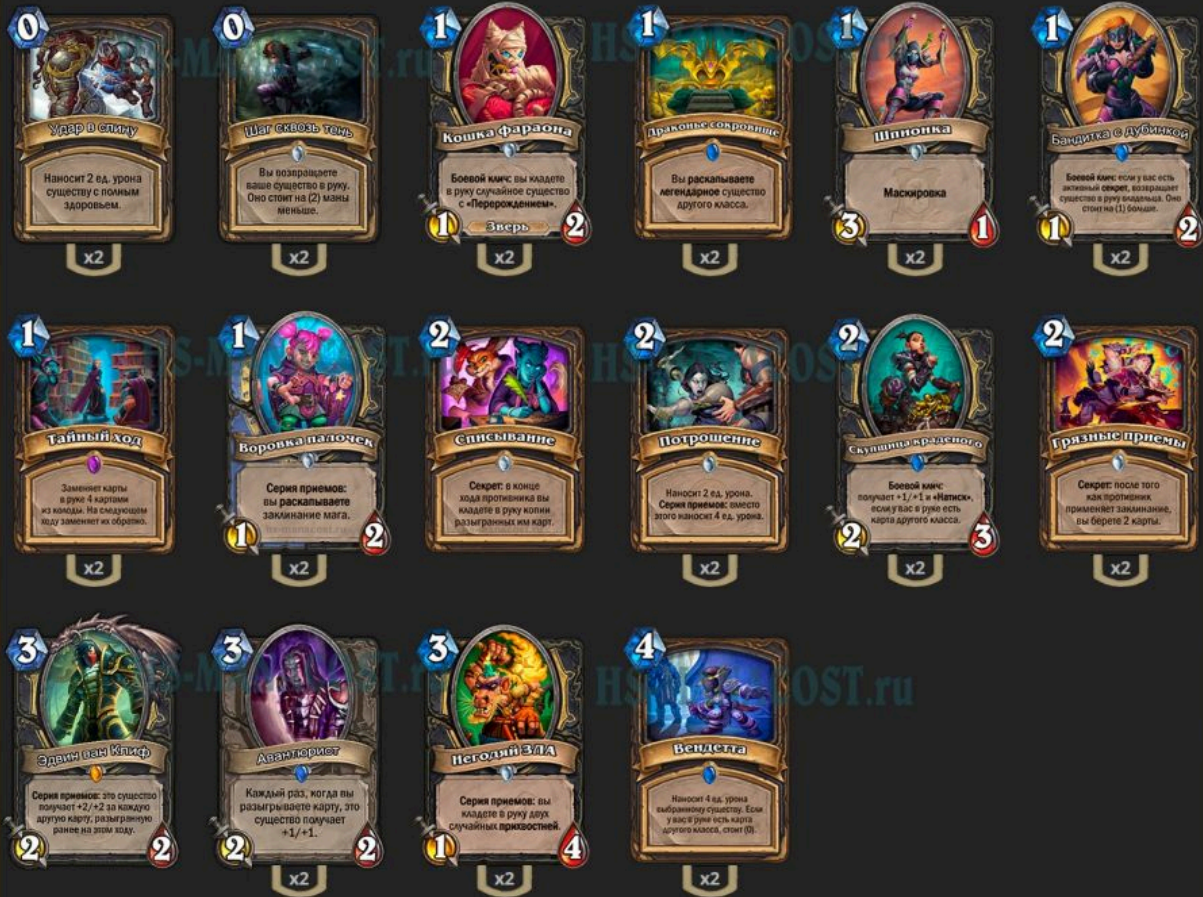 0
Удар в спину
Наносит 2 ед. урона
существу с полным
здоровьем.
x2
0
Шаг сквозь тень
Вы возвращаете
ваше существо в руку.
Оно стоит на (2) маны
меньше.
x2
1
Кошка фараона
Боевой клич: вы кладете
в руку случайное существо
с «Перерождением».
1
Зверь
2
x2
1
Драконье сокровище
Вы раскапываете
легендарное существо
другого класса.
x2
1
Шпионка
Маскировка
3
1
x2
1
Бандитка с дубинкой
Боевой клич: если у вас есть
активный секрет, возвращает
существо в руку владельца. Оно
стоит на (1) больше.
1
2
x2
1
Тайный ход
Заменяет карты
в руке 4 картами
из колоды. На следующем
ходу заменяет их обратно.
x2
1
Воровка палочек
Серия приемов:
вы раскапываете
заклинание мага.
1
2
x2
2
Списывание
Секрет: в конце
хода противника вы
кладете в руку копии
разыгранных им карт.
2
Потрошение
Наносит 2 ед. урона.
Серия приемов: вместо
этого наносит 4 ед. урона.
x2
2
Скупщица краденого
Боевой клич:
получает +1/+1 и «Натиск»,
если у вас в руке есть
карта другого класса.
2
3
x2
2
Грязные приемы
Секрет: после того
как противник
применяет заклинание,
вы берете 2 карты.
x2
3
Эдвин ван Клиф
Серия приемов: это существо
получает +2/+2 за каждую
другую карту, разыгранную
ранее на этом ходу.
2
2
3
Авантюрист
Каждый раз, когда вы
разыгрываете карту, это
существо получает
+1/+1.
2
2
x2
3
Негодяй ЗЛА
Серия приемов: вы
кладете в руку двух
случайных прихвостней.
1
4
x2
4
Вендетта
Наносит 4 ед. урона
выбранному существу. Если
у вас в руке есть карта
другого класса, стоит (0).
x2